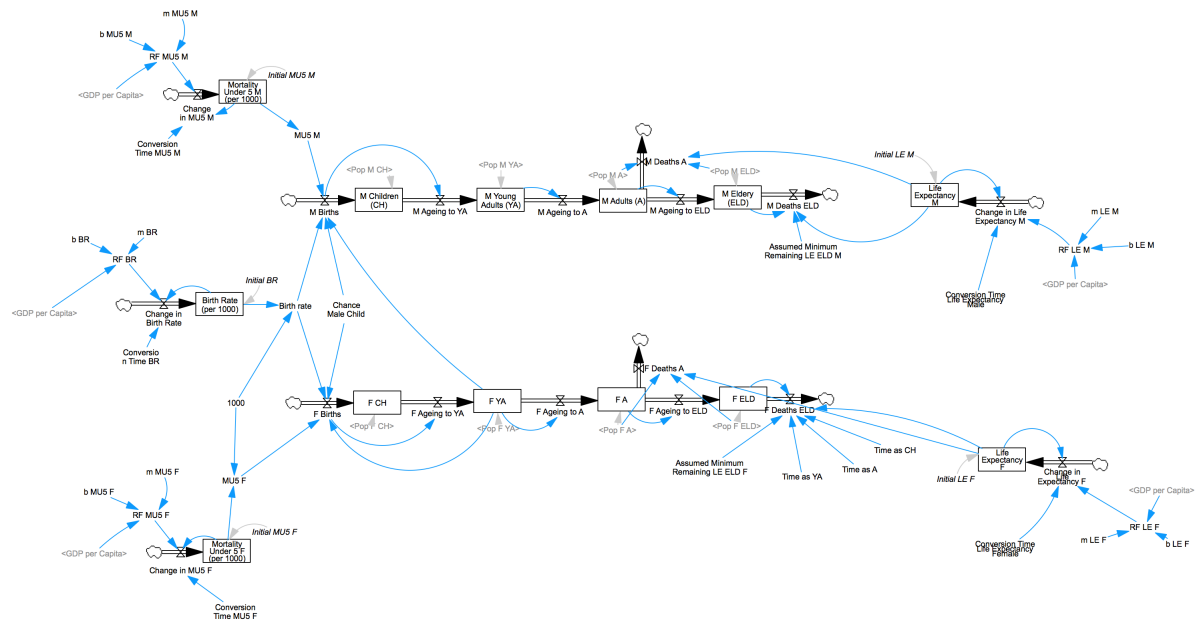 m MU5 M
b MU5 M
RF MU5 M
<GDP per Capita>
Initial MU5 M
Mortality
Under 5 M
(per 1000)
Change
in MU5 M
Conversion
Time MU5 M
MU5 M
<Pop M CH>
<Pop M YA>
<Pop M A>
M Deaths A
<Pop M ELD>
Initial LE M
M Births
M Children
(CH)
M Ageing to YA
M Young
Adults (YA)
M Ageing to A
M Adults (A)
M Ageing to ELD
M Eldery
(ELD)
M Deaths ELD
Assumed Minimum
Remaining LE ELD M
Life
Expectancy
M
Change in Life
Expectancy M
m LE M
b LE M
RF LE M
<GDP per Capita>
Conversion Time
Life Expectancy
Male
b BR
m BR
RF BR
<GDP per Capita>
Initial BR
Birth Rate
(per 1000)
Change in
Birth Rate
Conversio
n Time BR
Birth rate
Chance
Male Child
1000
F Births
F CH
<Pop F CH>
F Ageing to YA
F YA
<Pop F YA>
F Ageing to A
F A
<Pop F A>
F Deaths A
F Ageing to ELD
F ELD
<Pop F ELD>
F Deaths ELD
Assumed Minimum
Remaining LE ELD F
Time as YA
Time as A
Time as CH
Life
Expectancy
F
Initial LE F
Change in
Life
Expectancy F
Conversion Time
Life Expectancy
Female
<GDP per Capita>
RF LE F
m LE F
b LE F
MU5 F
m MU5 F
b MU5 F
RF MU5 F
<GDP per Capita>
Initial MU5 F
Mortality
Under 5 F
(per 1000)
Change in MU5 F
Conversion
Time MU5 F